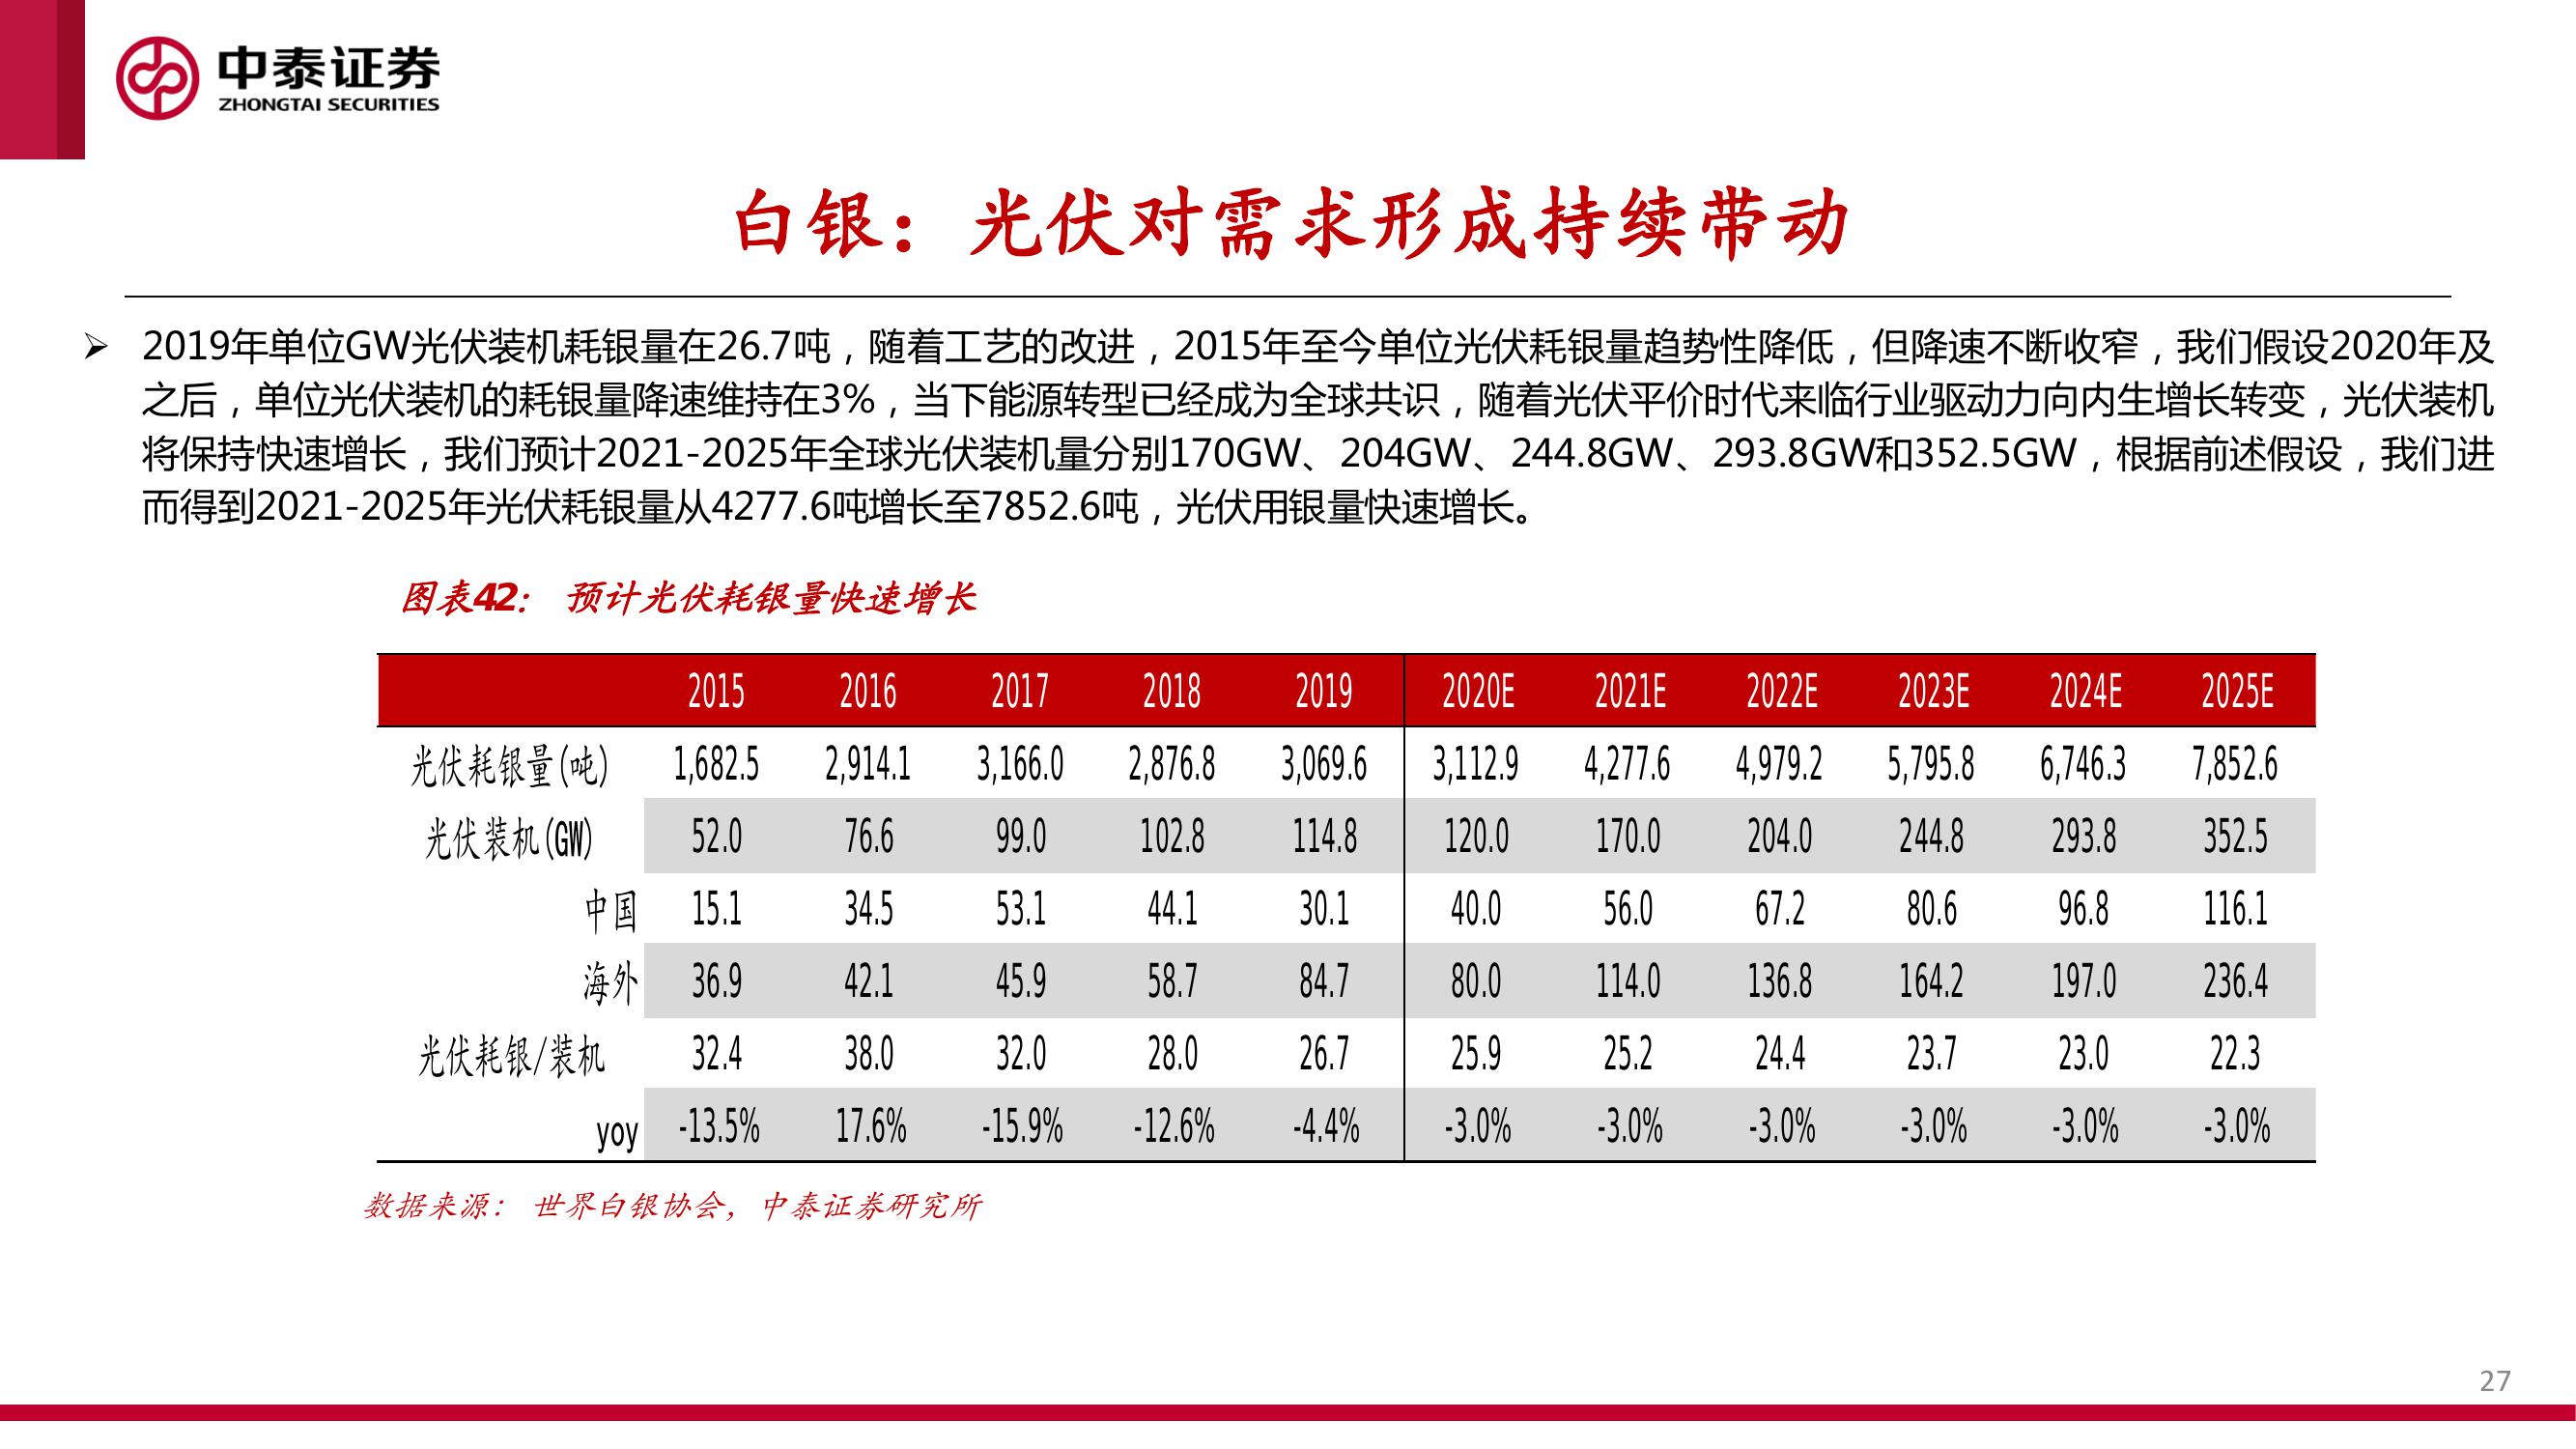 中泰证券
ZHONGTAI SECURITIES
白银：光伏对需求形成持续带动
➢ 2019年单位GW光伏装机耗银量在26.7吨，随着工艺的改进，2015年至今单位光伏耗银量趋势性降低，但降速不断收窄，我们假设2020年及
之后，单位光伏装机的耗银量降速维持在3%，当下能源转型已经成为全球共识，随着光伏平价时代来临行业驱动力向内生增长转变，光伏装机
将保持快速增长，我们预计2021-2025年全球光伏装机量分别170GW、204GW、244.8GW、293.8GW和352.5GW，根据前述假设，我们进
而得到2021-2025年光伏耗银量从4277.6吨增长至7852.6吨，光伏用银量快速增长。
图表42： 预计光伏耗银量快速增长
2015 2016 2017 2018 2019 2020E 2021E 2022E 2023E 2024E 2025E
光伏耗银量(吨) 1,682.5 2,914.1 3,166.0 2,876.8 3,069.6 3,112.9 4,277.6 4,979.2 5,795.8 6,746.3 7,852.6
光伏装机(GW) 52.0 76.6 99.0 102.8 114.8 120.0 170.0 204.0 244.8 293.8 352.5
中国 15.1 34.5 53.1 44.1 30.1 40.0 56.0 67.2 80.6 96.8 116.1
海外 36.9 42.1 45.9 58.7 84.7 80.0 114.0 136.8 164.2 197.0 236.4
光伏耗银/装机 32.4 38.0 32.0 28.0 26.7 25.9 25.2 24.4 23.7 23.0 22.3
yoy -13.5% 17.6% -15.9% -12.6% -4.4% -3.0% -3.0% -3.0% -3.0% -3.0% -3.0%
数据来源： 世界白银协会，中泰证券研究所
27